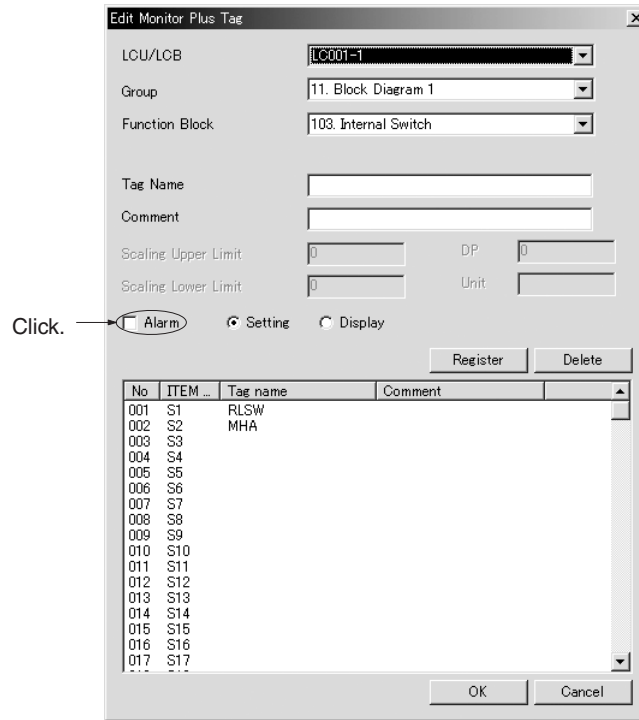 Edit Monitor Plus Tag
LCU/LCB LC001-1
Group 11. Block Diagram 1
Function Block 103. Internal Switch
Tag Name
Comment
Scaling Upper Limit 0 DP 0
Scaling Lower Limit 0 Unit
Click. Alarm Setting Display
Register Delete
No ITEM ... Tag name Comment
001 S1 RLSW
002 S2 MHA
003 S3
004 S4
005 S5
006 S6
007 S7
008 S8
009 S9
010 S10
011 S11
012 S12
013 S13
014 S14
015 S15
016 S16
017 S17
OK Cancel